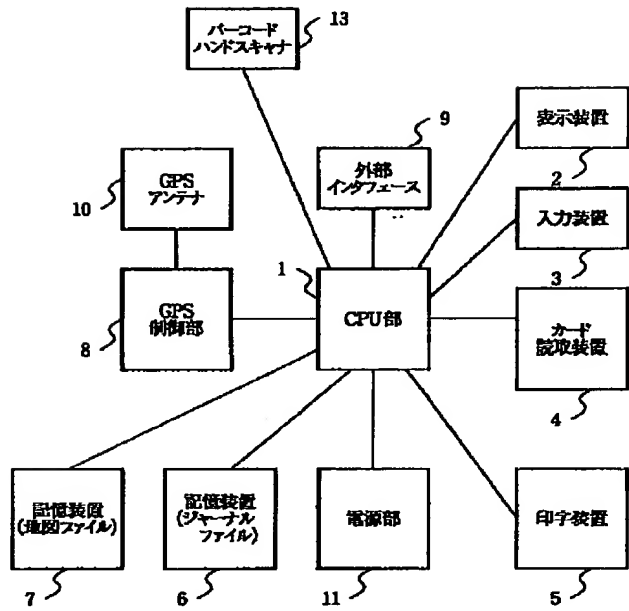 バーコード
ハンドスキャナ
13
表示装置
2
9
外部
インタフェース
GPS
アンテナ
10
入力装置
3
1
CPU部
GPS
制御部
8
カード
読取装置
4
記憶装置
(地図ファイル)
7
記憶装置
(ジャーナル
ファイル)
6
電源部
11
印字装置
5